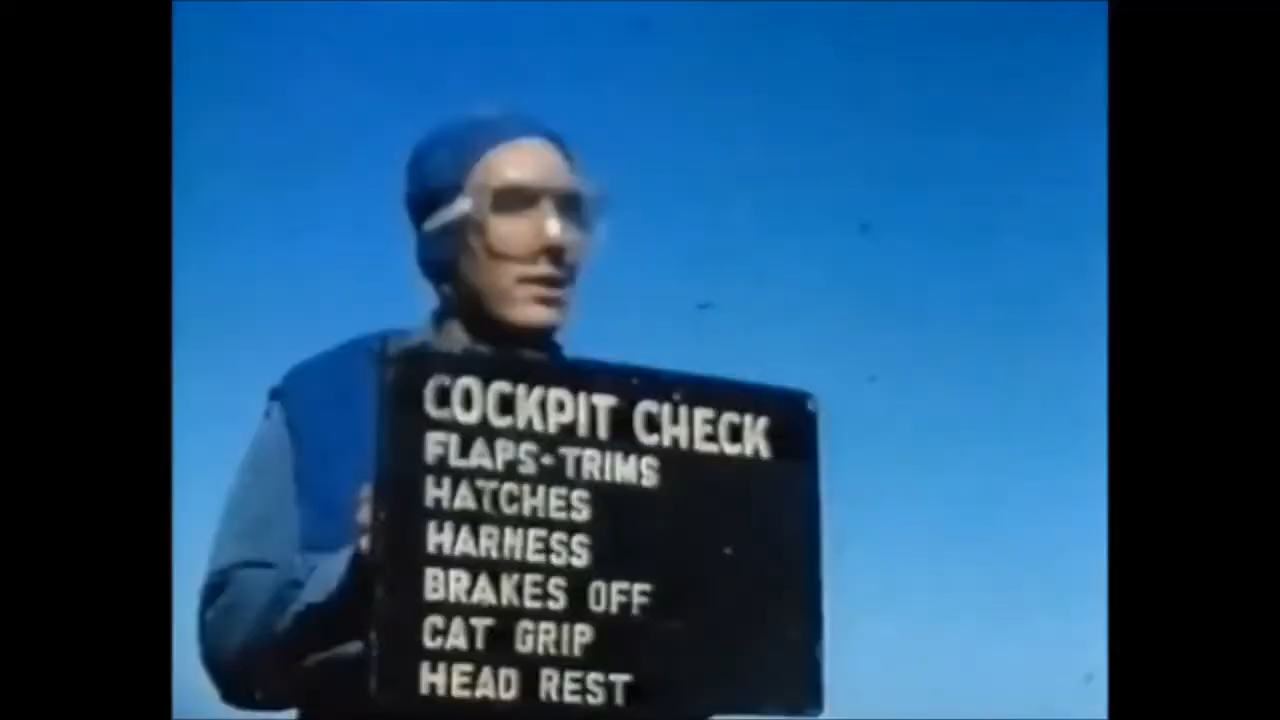 COCKPIT CHECK
FLAPS-TRIMS
HATCHES
HARNESS
BRAKES OFF
CAT GRIP
HEAD REST